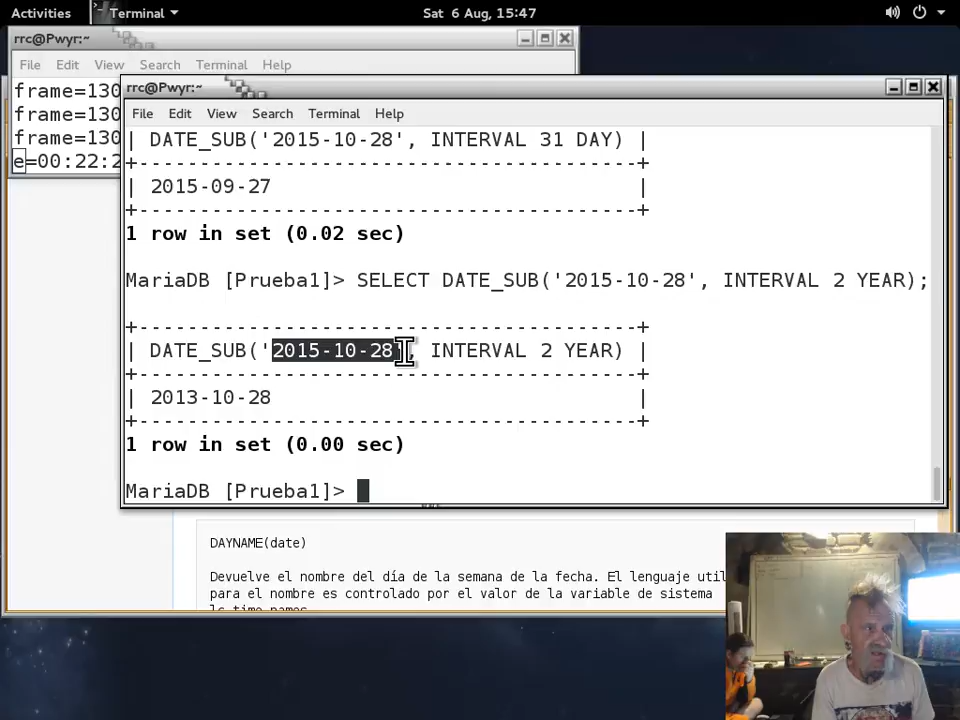 Activities Terminal Sat 6 Aug, 15:47
rrc@Pwyr:~
File Edit View Search Terminal Help
frame=130
frame=130
frame=130
e=00:22:2
rrc@Pwyr:~
File Edit View Search Terminal Help
| DATE_SUB('2015-10-28', INTERVAL 31 DAY) |
+-----------------------------------------+
| 2015-09-27 |
+-----------------------------------------+
1 row in set (0.02 sec)
MariaDB [Prueba1]> SELECT DATE_SUB('2015-10-28', INTERVAL 2 YEAR);
+-----------------------------------------+
| DATE_SUB('2015-10-28', INTERVAL 2 YEAR) |
+-----------------------------------------+
| 2013-10-28 |
+-----------------------------------------+
1 row in set (0.00 sec)
MariaDB [Prueba1]>
DAYNAME(date)
Devuelve el nombre del día de la semana de la fecha. El lenguaje util
para el nombre es controlado por el valor de la variable de sistema
lc_time_names